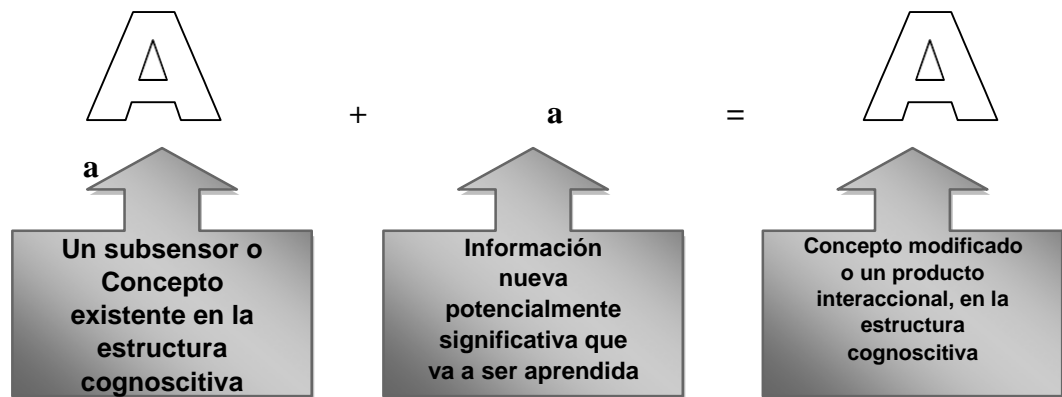 A + a = A
a
Un subsensor o
Concepto
existente en la
estructura
cognoscitiva
Información
nueva
potencialmente
significativa que
va a ser aprendida
Concepto modificado
o un producto
interaccional, en la
estructura
cognoscitiva